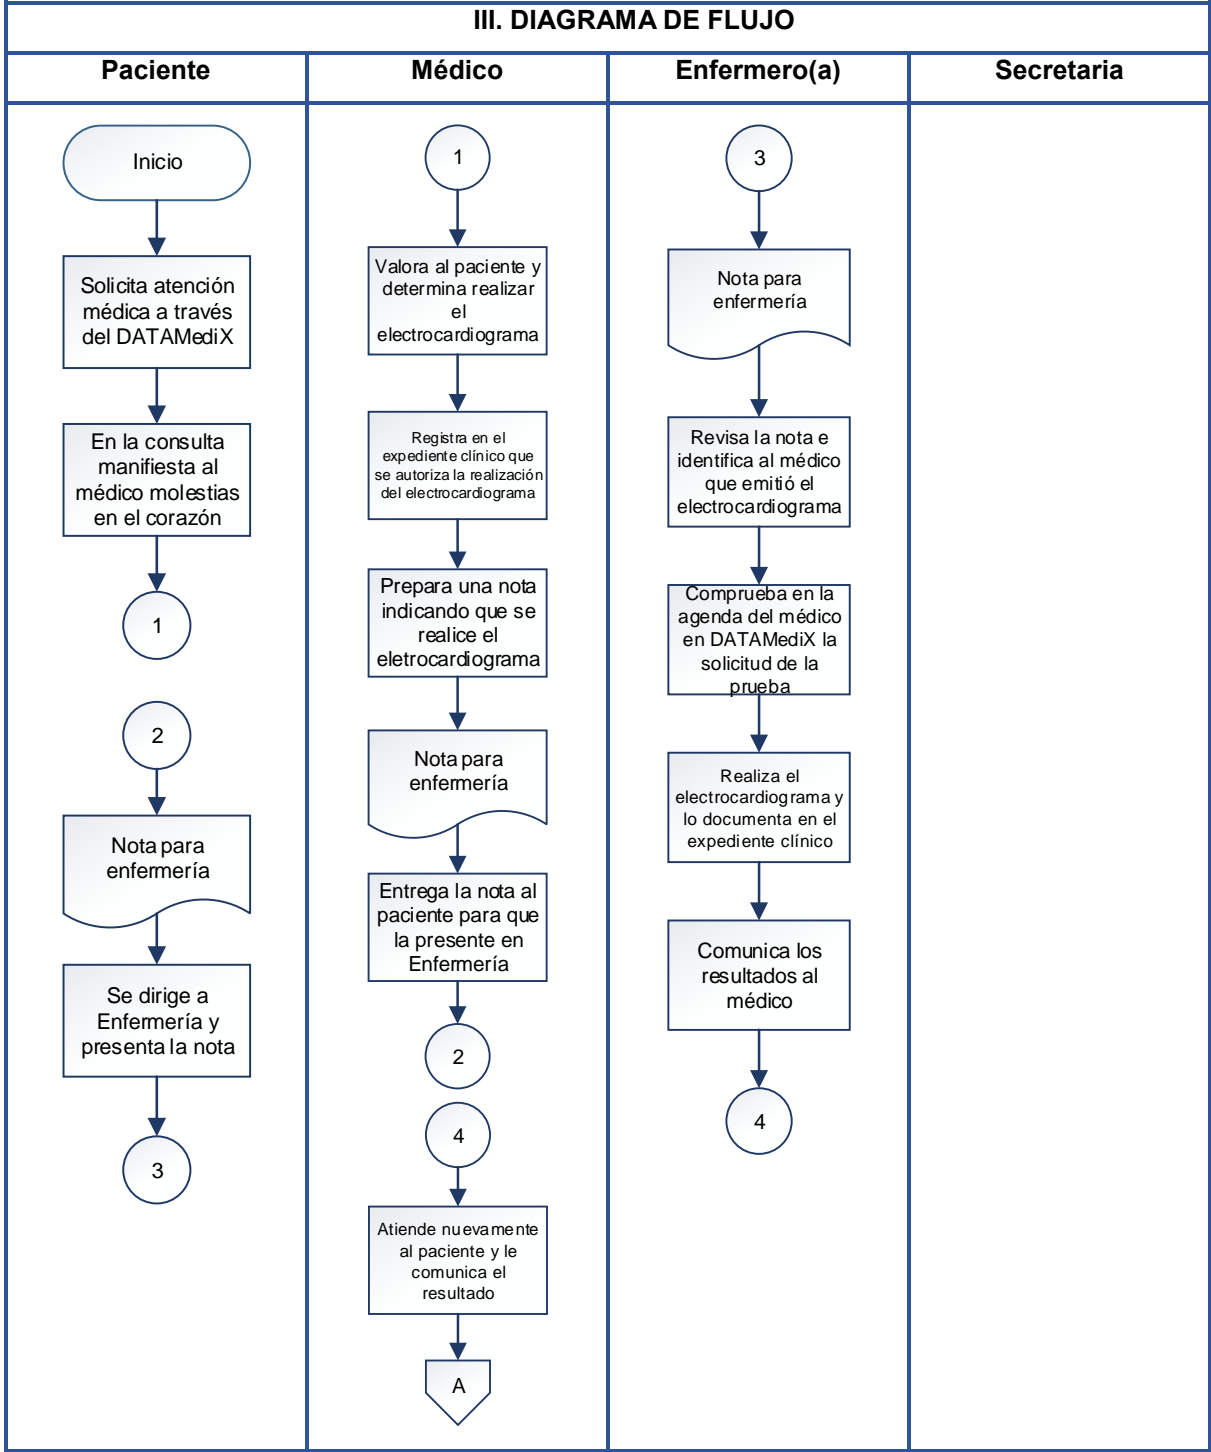 III. DIAGRAMA DE FLUJO
Paciente
Médico
Enfermero(a)
Secretaria
Inicio
Solicita atención
médica a través
del DATAMediX
En la consulta
manifiesta al
médico molestias
en el corazón
1
2
Nota para
enfermería
Se dirige a
Enfermería y
presenta la nota
3
1
Valora al paciente y
determina realizar
el
electrocardiograma
Registra en el
expediente clínico que
se autoriza la realización
del electrocardiograma
Prepara una nota
indicando que se
realice el
eletrocardiograma
Nota para
enfermería
Entrega la nota al
paciente para que
la presente en
Enfermería
2
4
Atiende nuevamente
al paciente y le
comunica el
resultado
A
3
Nota para
enfermería
Revisa la nota e
identifica al médico
que emitió el
electrocardiograma
Comprueba en la
agenda del médico
en DATAMediX la
solicitud de la
prueba
Realiza el
electrocardiograma y
lo documenta en el
expediente clínico
Comunica los
resultados al
médico
4